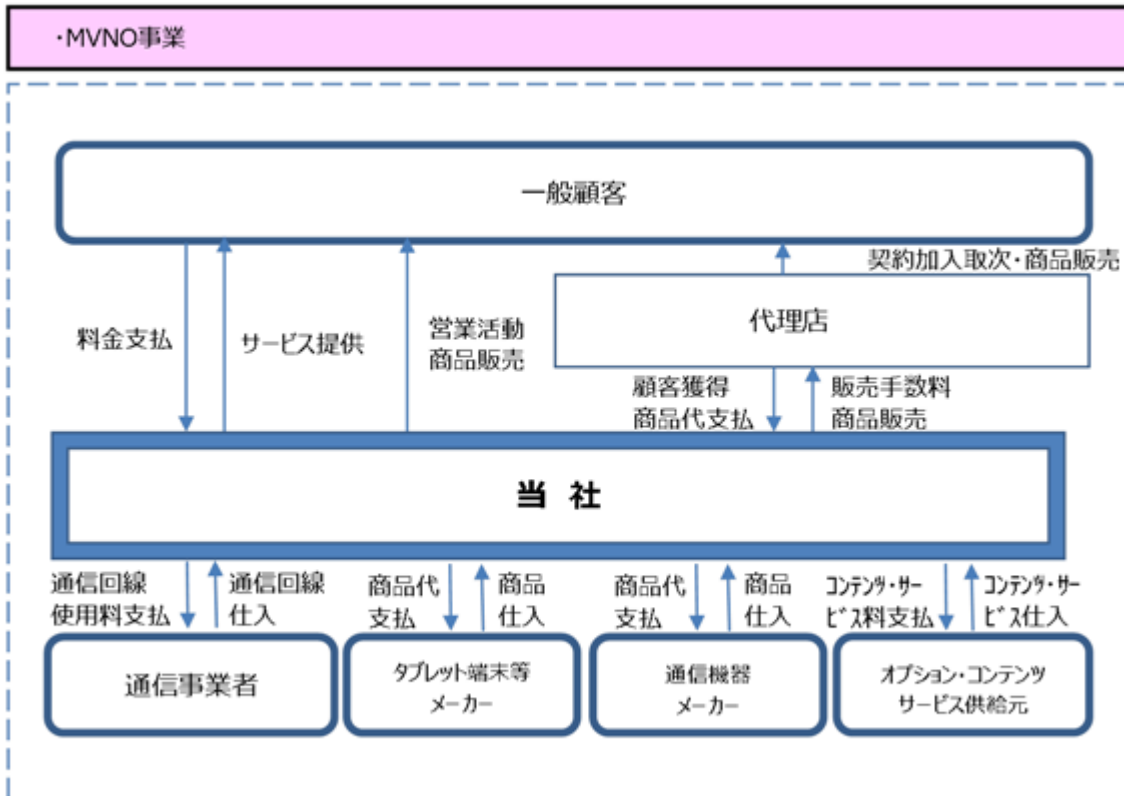 ・MVNO事業
一般顧客
契約加入取次・商品販売
代理店
料金支払
サービス提供
営業活動
商品販売
顧客獲得
商品代支払
販売手数料
商品販売
当 社
通信回線
使用料支払
通信回線
仕入
商品代
支払
商品
仕入
商品代
支払
商品
仕入
ｺﾝﾃﾝﾂ・ｻｰ
ﾋﾞｽ料支払
ｺﾝﾃﾝﾂ・ｻｰ
ﾋﾞｽ仕入
通信事業者
タブレット端末等
メーカー
通信機器
メーカー
オプション・コンテンツ
サービス供給元